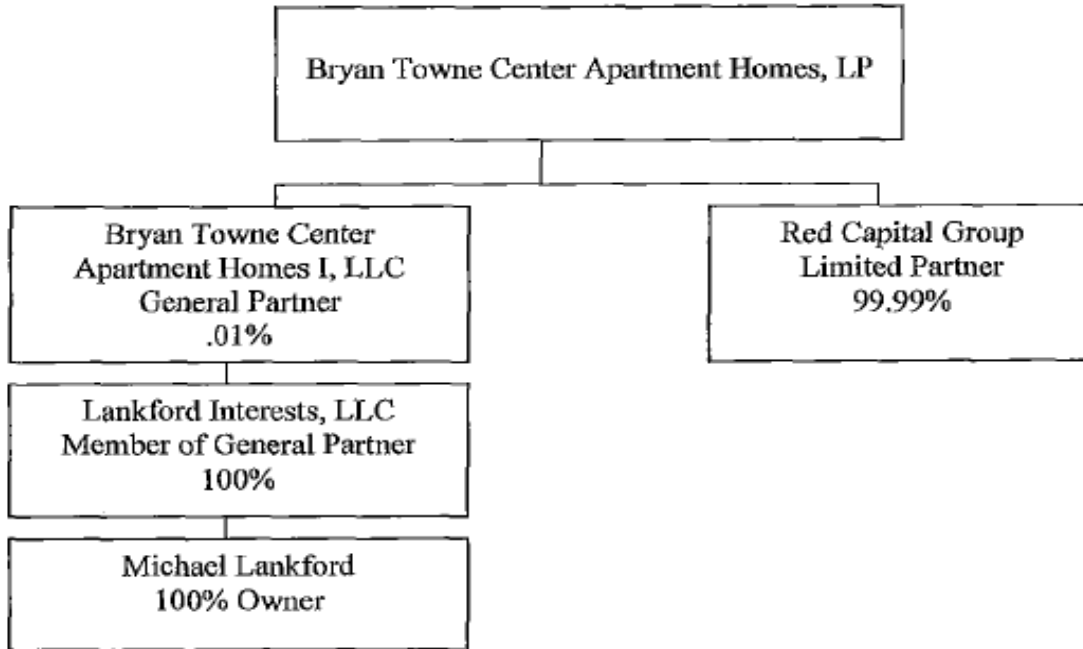 Bryan Towne Center Apartment Homes, LP
Bryan Towne Center
Apartment Homes I, LLC
General Partner
.01%
Red Capital Group
Limited Partner
99.99%
Lankford Interests, LLC
Member of General Partner
100%
Michael Lankford
100% Owner